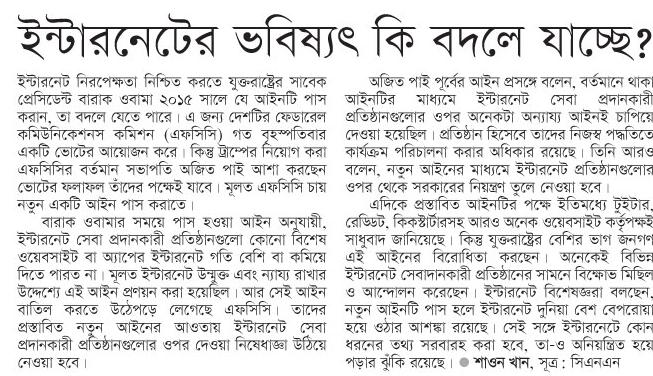 ইন্টারনেটের ভবিষ্যৎ কি বদলে যাচ্ছে?
ইন্টারনেট নিরপেক্ষতা নিশ্চিত করতে যুক্তরাষ্ট্রের সাবেক
প্রেসিডেন্ট বারাক ওবামা ২০১৫ সালে যে আইনটি পাস
করান, তা বদলে যেতে পারে। এ জন্য দেশটির ফেডারেল
কমিউনিকেশনস কমিশন (এফসিসি) গত বৃহস্পতিবার
একটি ভোটের আয়োজন করে। কিন্তু ট্রাম্পের নিয়োগ করা
এফসিসির বর্তমান সভাপতি অজিত পাই আশা করছেন
ভোটের ফলাফল তাঁদের পক্ষেই যাবে। মূলত এফসিসি চায়
নতুন একটি আইন পাস করাতে।
বারাক ওবামার সময়ে পাস হওয়া আইন অনুযায়ী,
ইন্টারনেট সেবা প্রদানকারী প্রতিষ্ঠানগুলো কোনো বিশেষ
ওয়েবসাইট বা অ্যাপের ইন্টারনেট গতি বেশি বা কমিয়ে
দিতে পারত না। মূলত ইন্টারনেট উন্মুক্ত এবং ন্যায্য রাখার
উদ্দেশ্যে এই আইন প্রণয়ন করা হয়েছিল। আর সেই আইন
বাতিল করতে উঠেপড়ে লেগেছে এফসিসি। তাদের
প্রস্তাবিত নতুন আইনের আওতায় ইন্টারনেট সেবা
প্রদানকারী প্রতিষ্ঠানগুলোর ওপর দেওয়া নিষেধাজ্ঞা উঠিয়ে
নেওয়া হবে।
অজিত পাই পূর্বের আইন প্রসঙ্গে বলেন, বর্তমানে থাকা
আইনটির মাধ্যমে ইন্টারনেট সেবা প্রদানকারী
প্রতিষ্ঠানগুলোর ওপর অনেকটা অন্যায্য আইনই চাপিয়ে
দেওয়া হয়েছিল। প্রতিষ্ঠান হিসেবে তাদের নিজস্ব পদ্ধতিতে
কার্যক্রম পরিচালনা করার অধিকার রয়েছে। তিনি আরও
বলেন, নতুন আইনের মাধ্যমে ইন্টারনেট প্রতিষ্ঠানগুলোর
ওপর থেকে সরকারের নিয়ন্ত্রণ তুলে নেওয়া হবে।
এদিকে প্রস্তাবিত আইনটির পক্ষে ইতিমধ্যে টুইটার,
রেডিট, কিকস্টার্টারসহ আরও অনেক ওয়েবসাইট কর্তৃপক্ষই
সাধুবাদ জানিয়েছে। কিন্তু যুক্তরাষ্ট্রের বেশির ভাগ জনগণ
এই আইনের বিরোধিতা করছেন। অনেকেই বিভিন্ন
ইন্টারনেট সেবাদানকারী প্রতিষ্ঠানের সামনে বিক্ষোভ মিছিল
ও আন্দোলন করেছেন। ইন্টারনেট বিশেষজ্ঞরা বলছেন,
নতুন আইনটি পাস হলে ইন্টারনেট দুনিয়া বেশ বেপরোয়া
হয়ে ওঠার আশঙ্কা রয়েছে। সেই সঙ্গে ইন্টারনেটে কোন
ধরনের তথ্য সরবরাহ করা হবে, তা-ও অনিয়ন্ত্রিত হয়ে
পড়ার ঝুঁকি রয়েছে। ● শাওন খান, সূত্র: সিএনএন